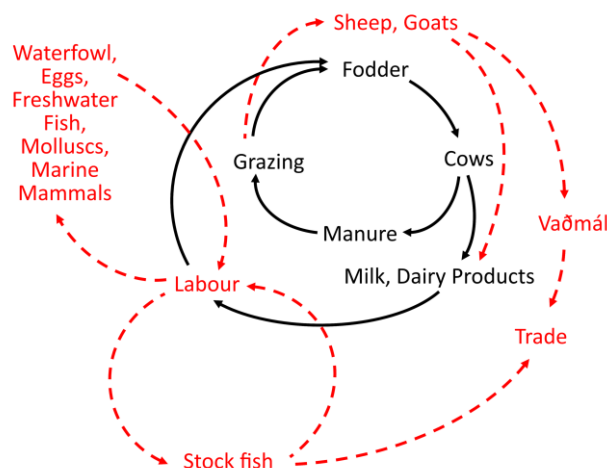 Sheep, Goats
Waterfowl,
Eggs,
Freshwater
Fish,
Molluscs,
Marine
Mammals
Fodder
Grazing
Cows
Manure
Vaðmál
Milk, Dairy Products
Labour
Trade
Stock fish